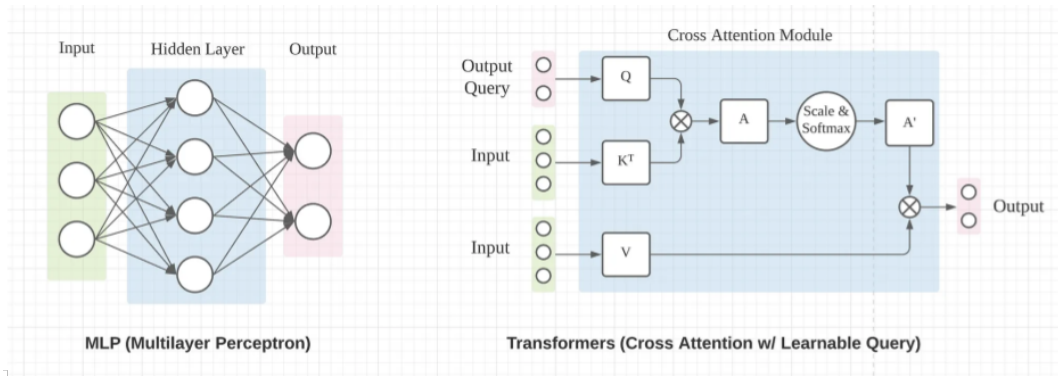 Input
Hidden Layer
Output
MLP (Multilayer Perceptron)
Cross Attention Module
Output
Query
Q
Input
Kᵀ
A
Scale &
Softmax
A'
Input
V
Output
Transformers (Cross Attention w/ Learnable Query)